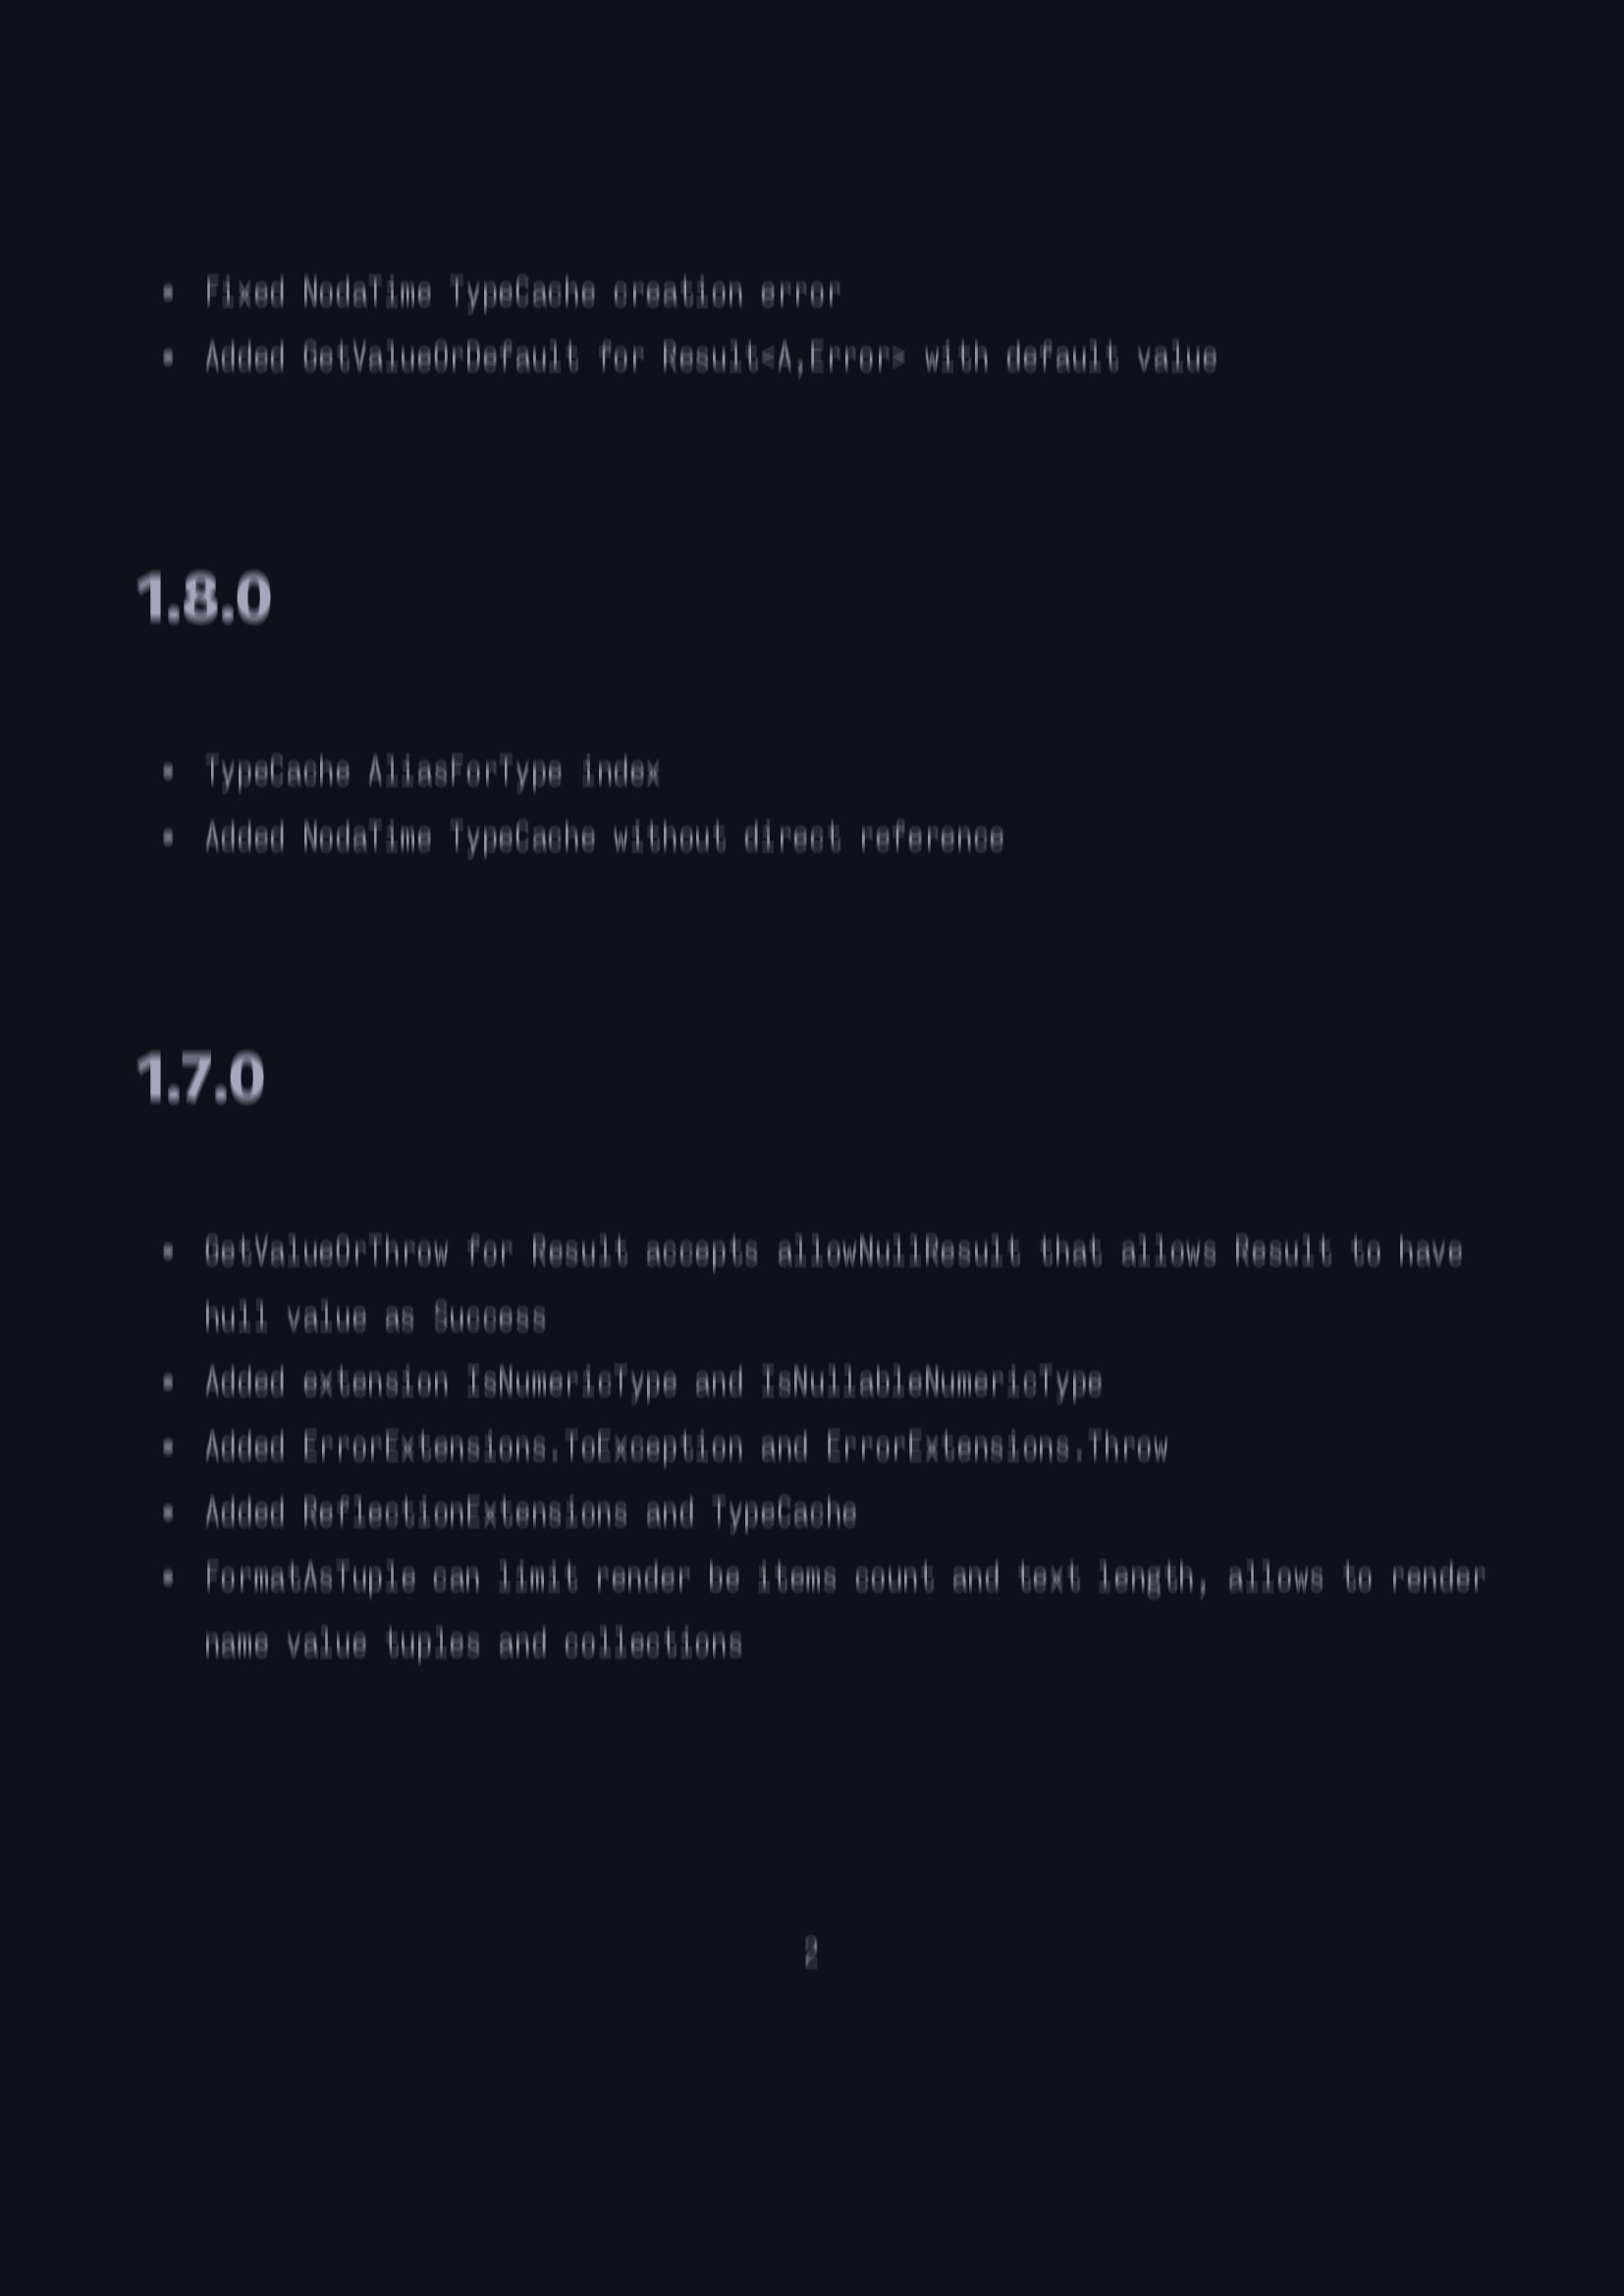 • Fixed NodaTime TypeCache creation error
• Added GetValueOrDefault for Result<A,Error> with default value
1.8.0
• TypeCache AliasForType index
• Added NodaTime TypeCache without direct reference
1.7.0
• GetValueOrThrow for Result accepts allowNullResult that allows Result to have
hull value as Success
• Added extension IsNumericType and IsNullableNumericType
• Added ErrorExtensions.ToException and ErrorExtensions.Throw
• Added ReflectionExtensions and TypeCache
• FormatAsTuple can limit render be items count and text length, allows to render
name value tuples and collections
2